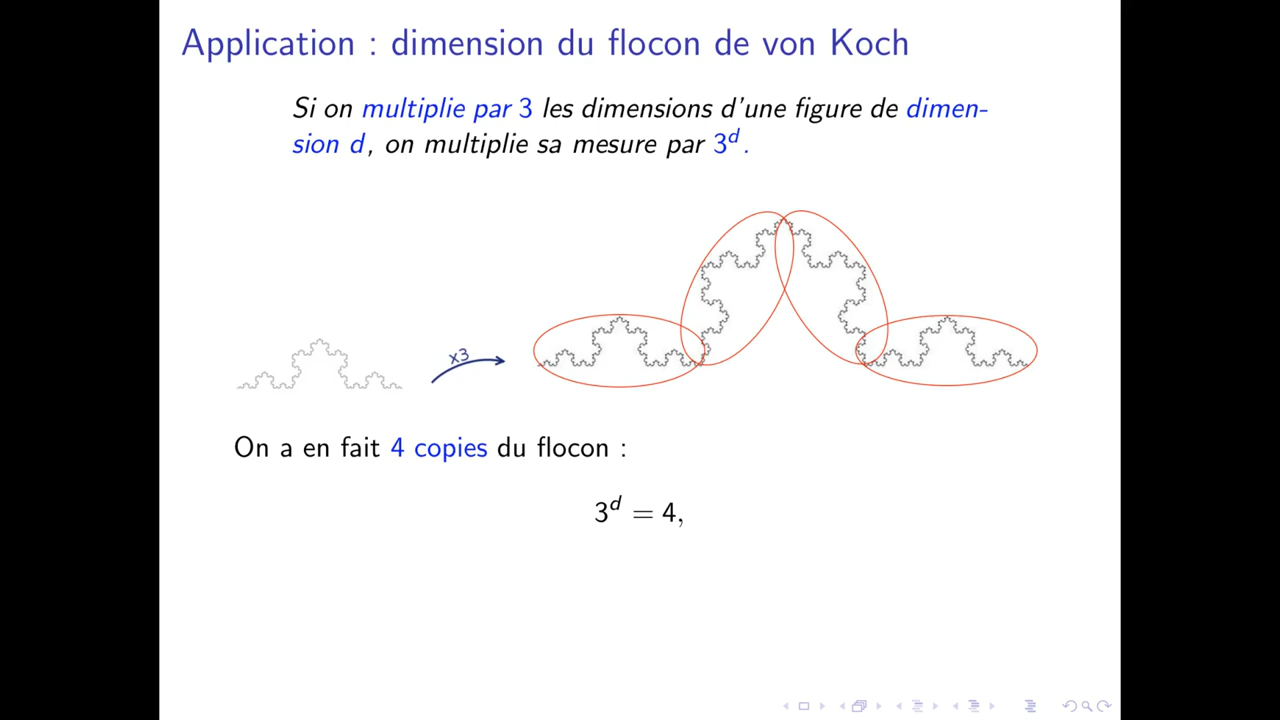 Application : dimension du flocon de von Koch
Si on multiplie par 3 les dimensions d'une figure de dimen-
sion d, on multiplie sa mesure par 3^d.
x3
On a en fait 4 copies du flocon :
3^d = 4,